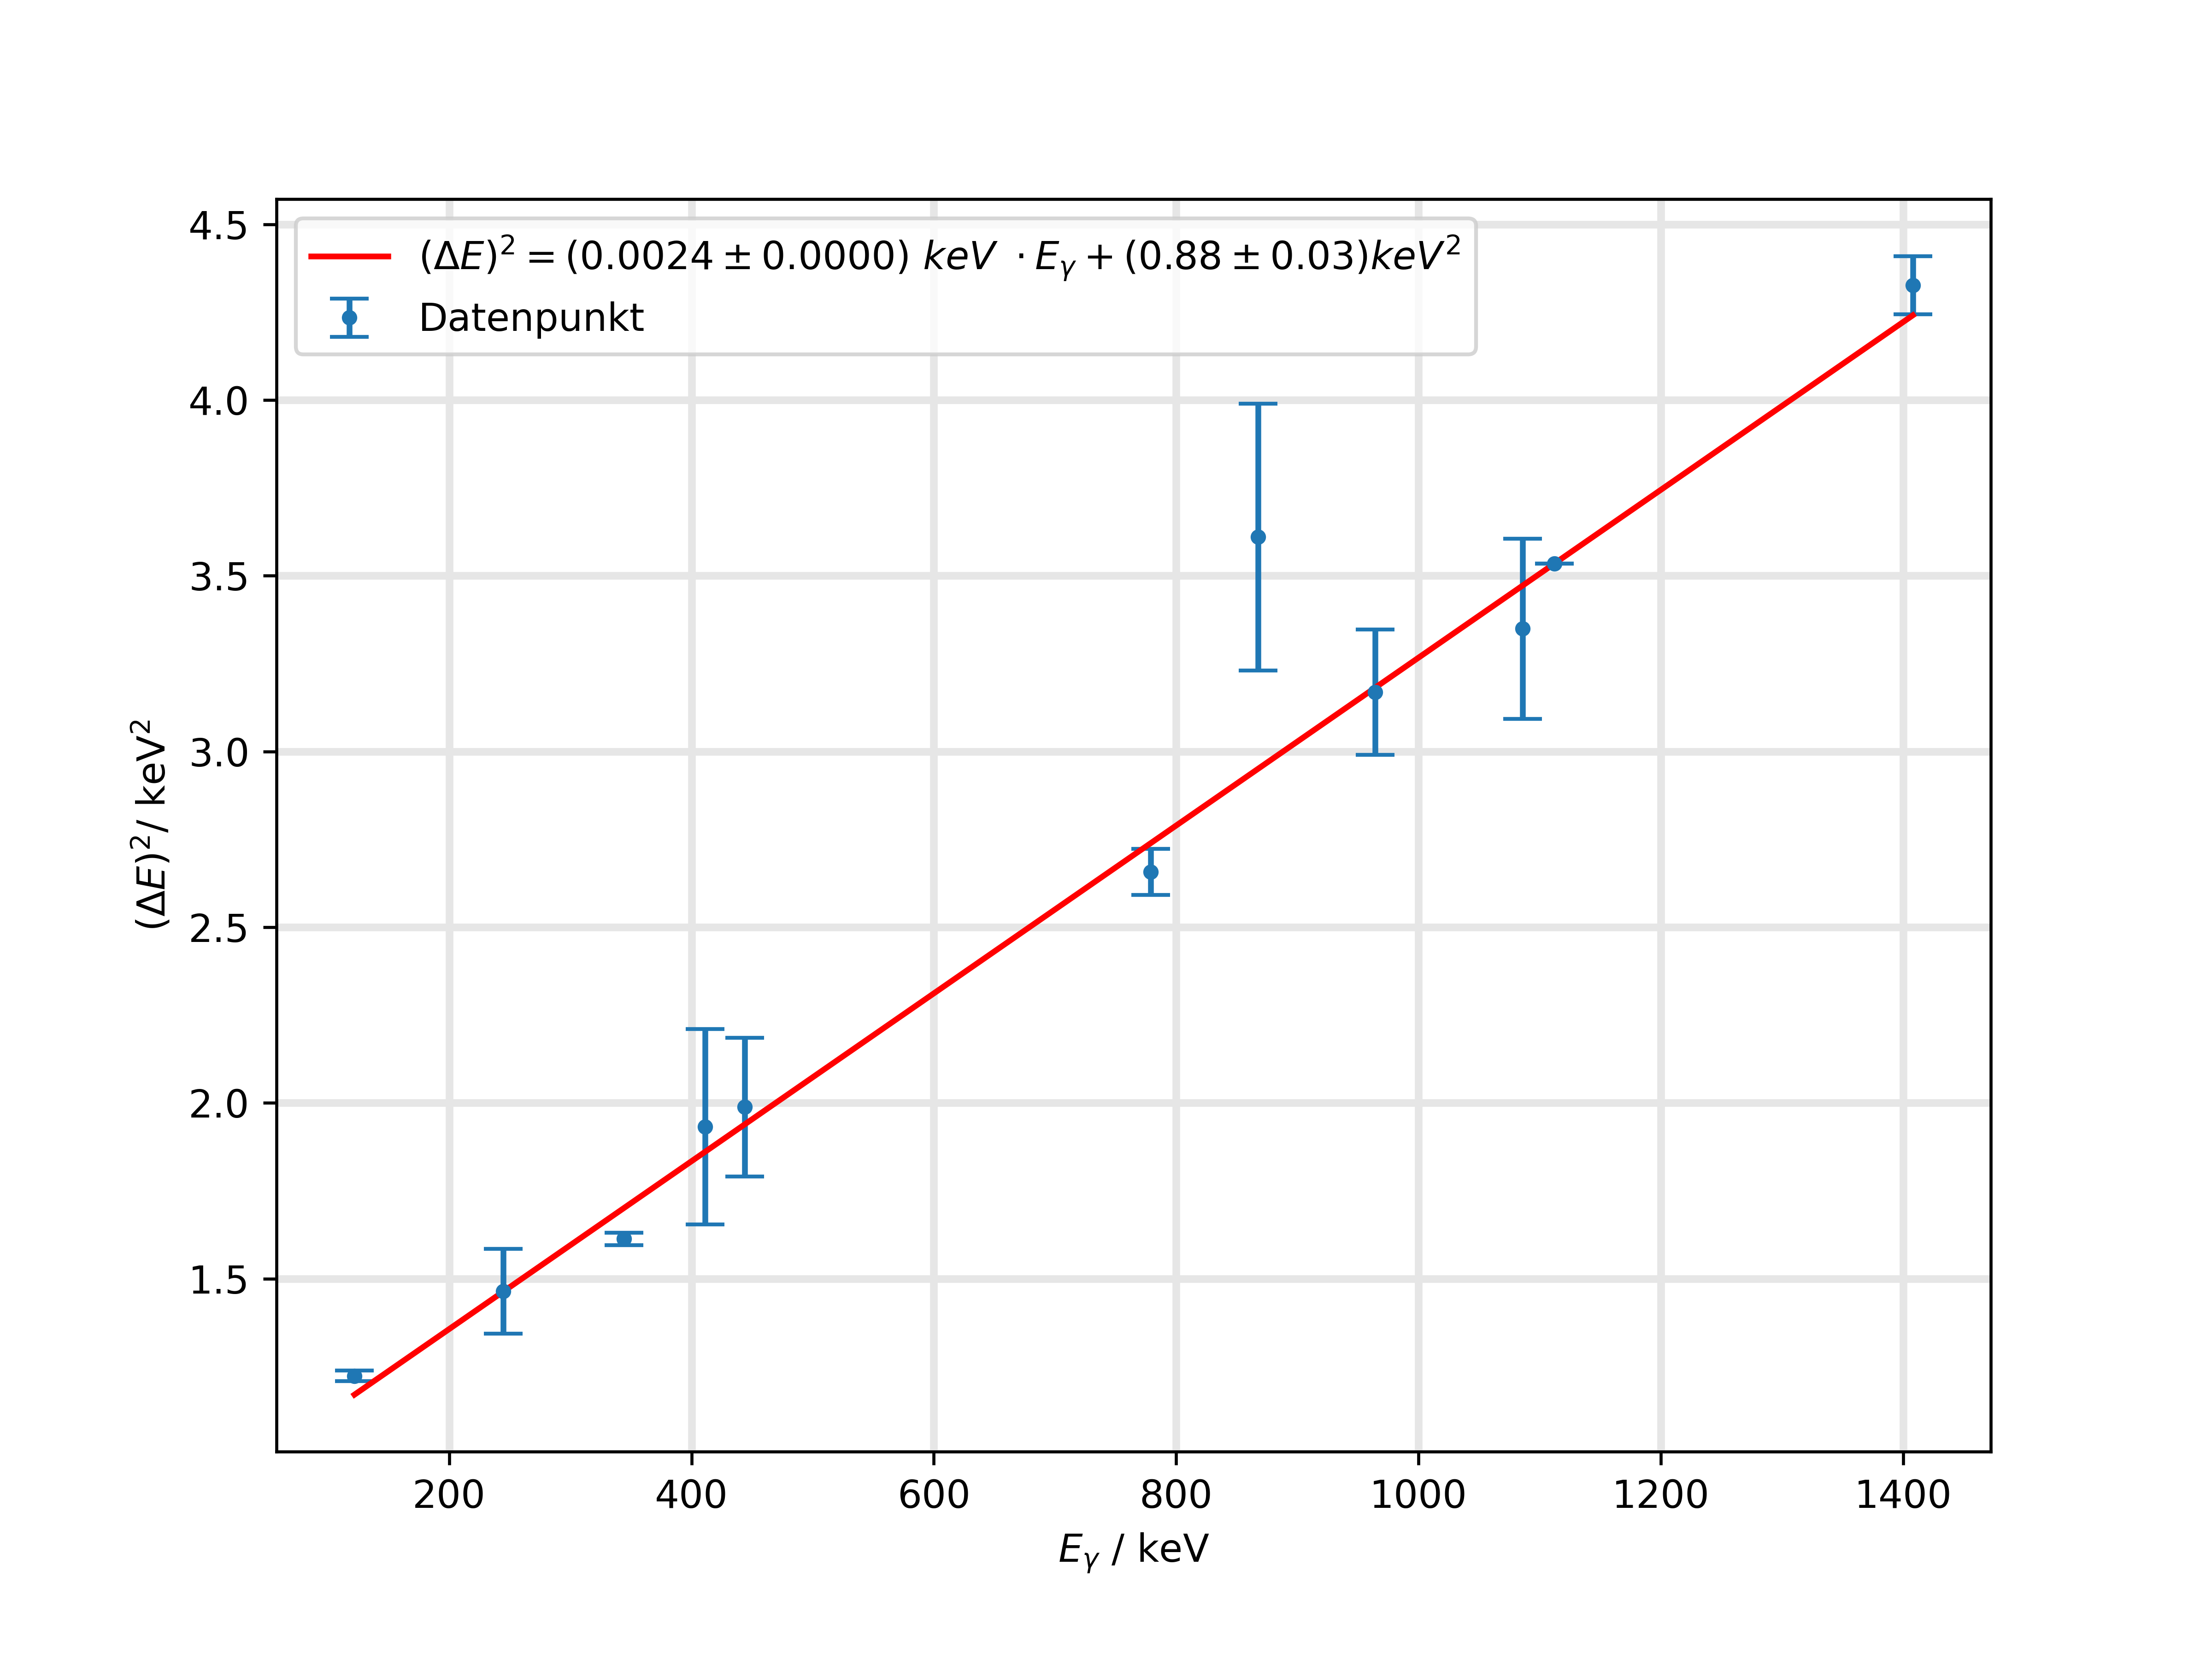 (ΔE)² = (0.0024 ± 0.0000) keV · Eγ + (0.88 ± 0.03)keV²
Datenpunkt
4.5
4.0
3.5
3.0
2.5
2.0
1.5
(ΔE)²/ keV²
200 400 600 800 1000 1200 1400
Eγ / keV